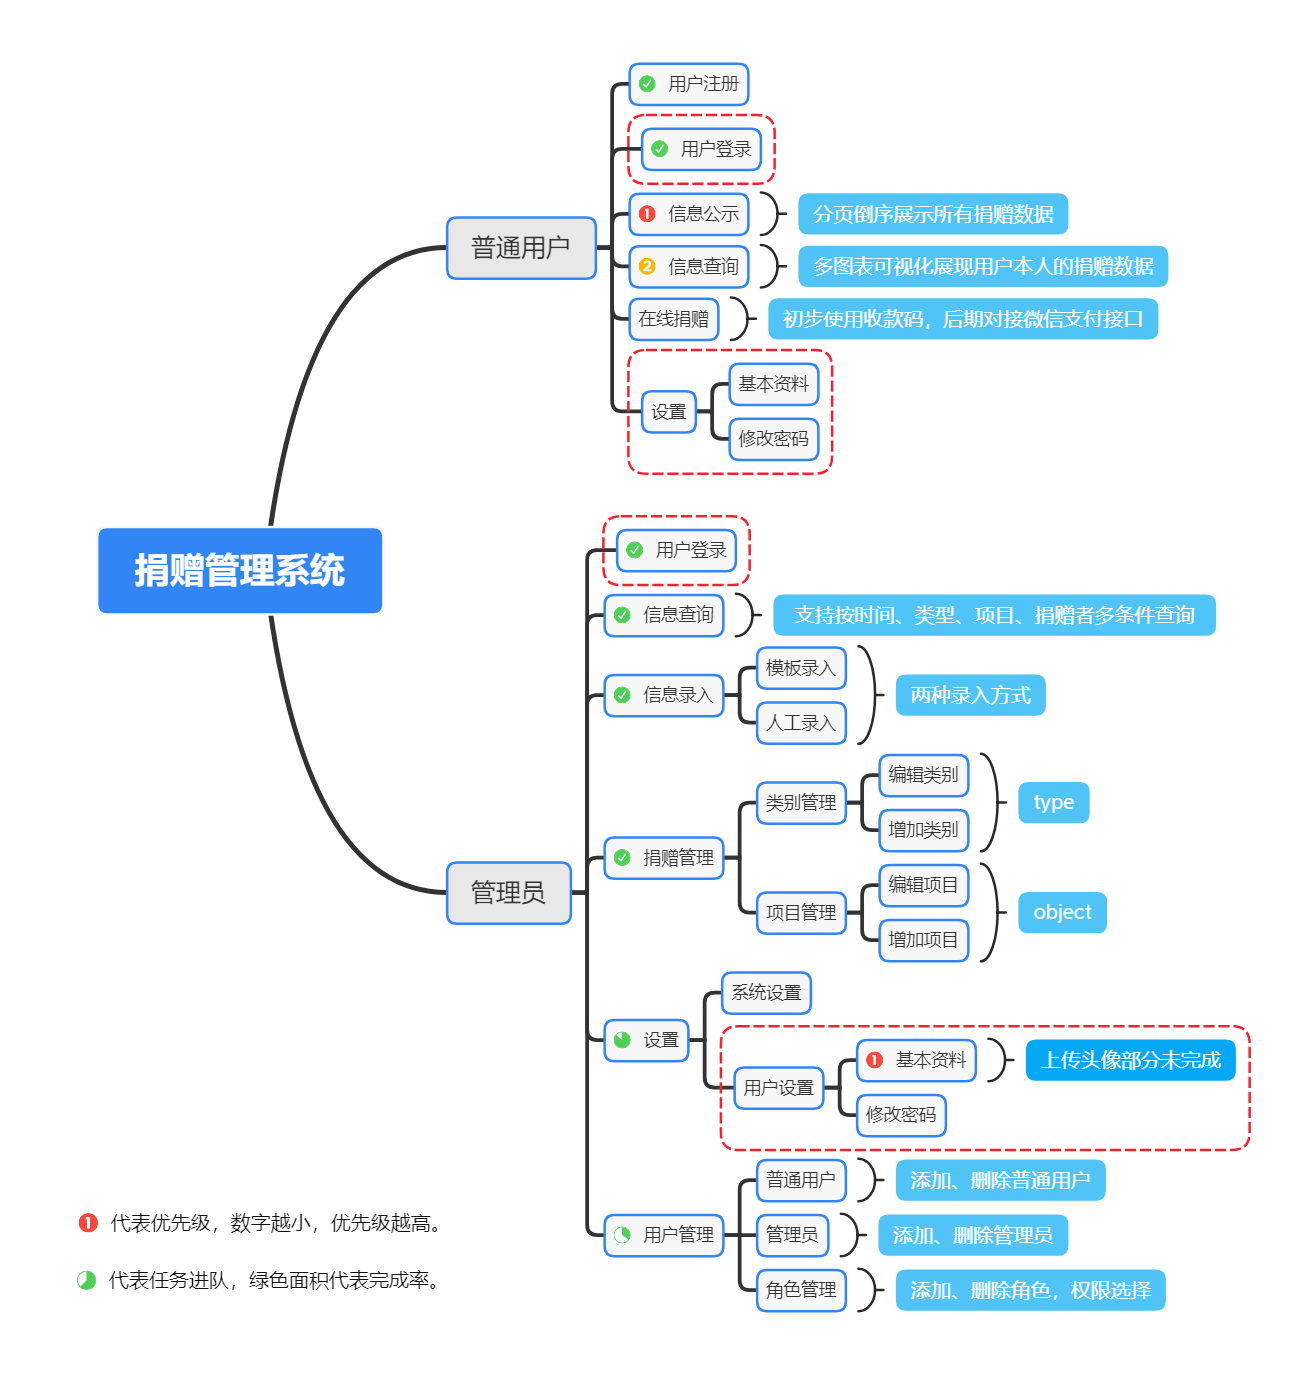 捐赠管理系统
普通用户
用户注册
用户登录
1 信息公示
分页倒序展示所有捐赠数据
2 信息查询
多图表可视化展现用户本人的捐赠数据
在线捐赠
初步使用收款码，后期对接微信支付接口
设置
基本资料
修改密码
管理员
用户登录
信息查询
支持按时间、类型、项目、捐赠者多条件查询
信息录入
模板录入
人工录入
两种录入方式
捐赠管理
类别管理
编辑类别
增加类别
type
项目管理
编辑项目
增加项目
object
设置
系统设置
用户设置
1 基本资料
上传头像部分未完成
修改密码
用户管理
普通用户
添加、删除普通用户
管理员
添加、删除管理员
角色管理
添加、删除角色，权限选择
1 代表优先级，数字越小，优先级越高。
代表任务进队，绿色面积代表完成率。